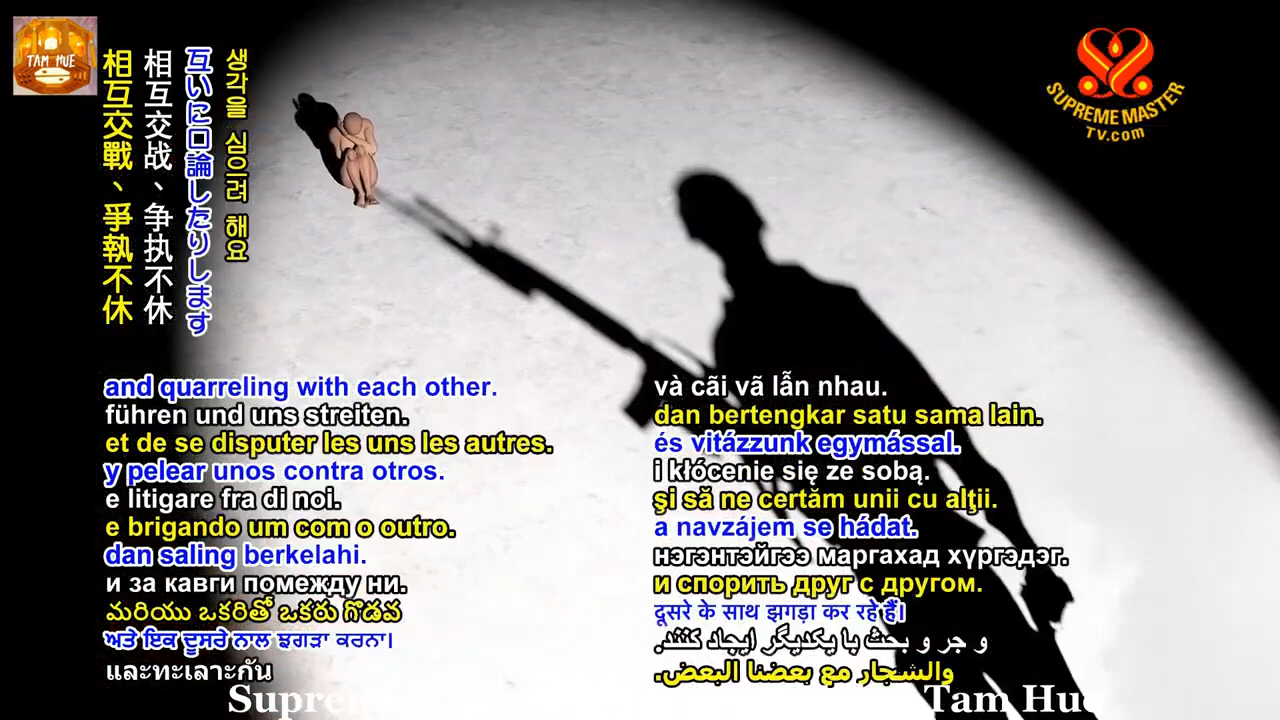 TAM HUE
相互交戰、爭執不休
相互交战、争执不休
互いに口論したりします
생각을 심으려 해요
SUPREME MASTER
TV.com
and quarreling with each other.
führen und uns streiten.
et de se disputer les uns les autres.
y pelear unos contra otros.
e litigare fra di noi.
e brigando um com o outro.
dan saling berkelahi.
и за кавги помежду ни.
మరియు ఒకరితో ఒకరు గొడవ
ਅਤੇ ਇਕ ਦੂਸਰੇ ਨਾਲ ਝਗੜਾ ਕਰਨਾ।
และทะเลาะกัน
và cãi vã lẫn nhau.
dan bertengkar satu sama lain.
és vitázzunk egymással.
i kłócenie się ze sobą.
şi să ne certăm unii cu alţii.
a navzájem se hádat.
нэгэнтэйгээ маргахад хүргэдэг.
и спорить друг с другом.
दूसरे के साथ झगड़ा कर रहे हैं।
و جر و بحث با یکدیگر ایجاد کنند.
والشجار مع بعضنا البعض.
Tam Hue